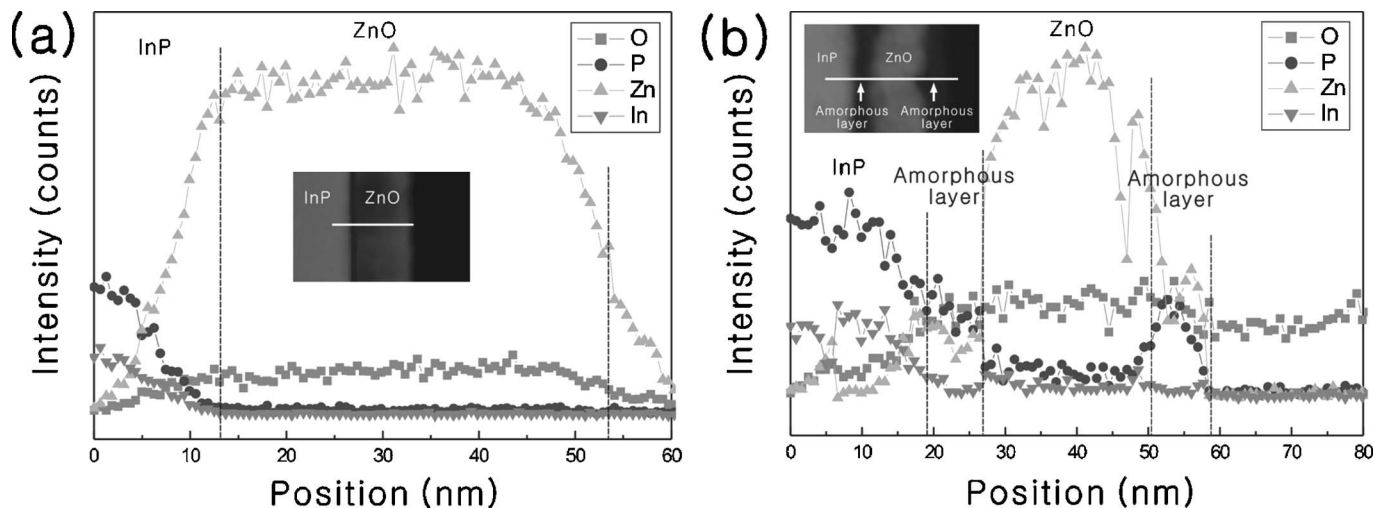 (a)
InP
ZnO
O
P
Zn
In
InP
ZnO
Intensity (counts)
0
10
20
30
40
50
60
Position (nm)
(b)
ZnO
InP
ZnO
Amorphous
layer
Amorphous
layer
O
P
Zn
In
InP
Amorphous
layer
Amorphous
layer
Intensity (counts)
0
10
20
30
40
50
60
70
80
Position (nm)